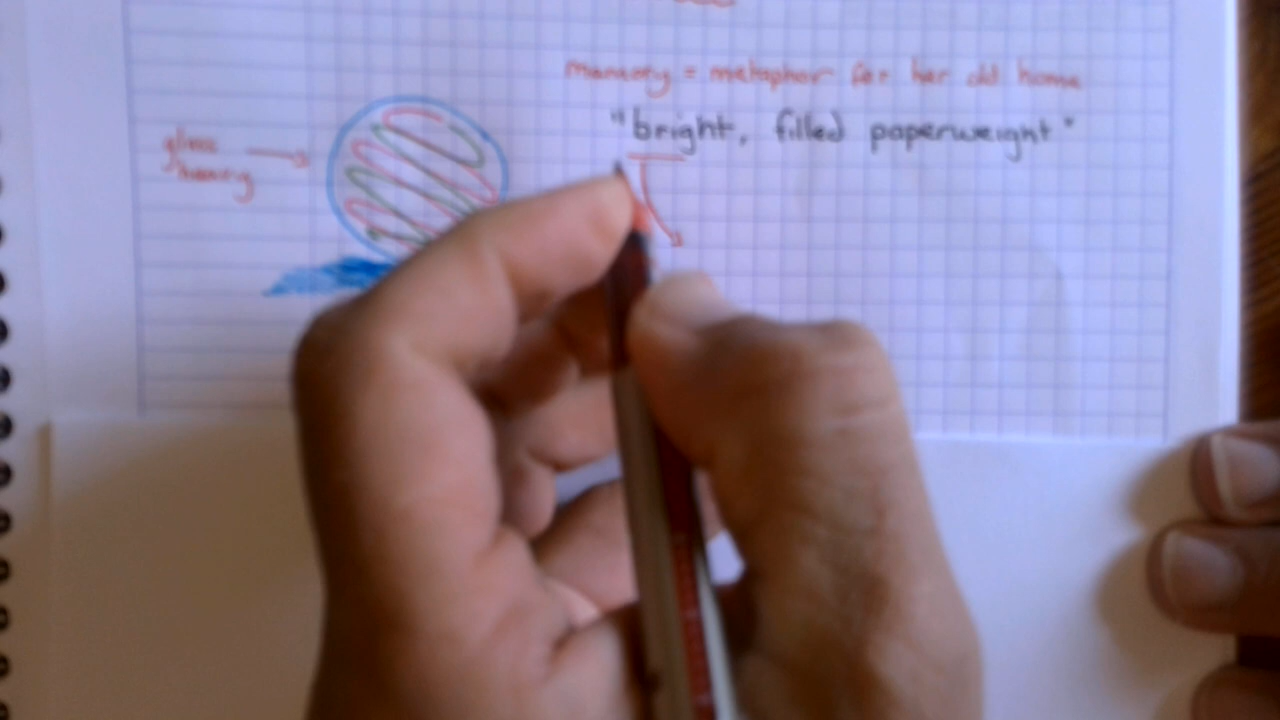 memory = metaphor for her old home
"bright, filled paperweight"
glass
heavy